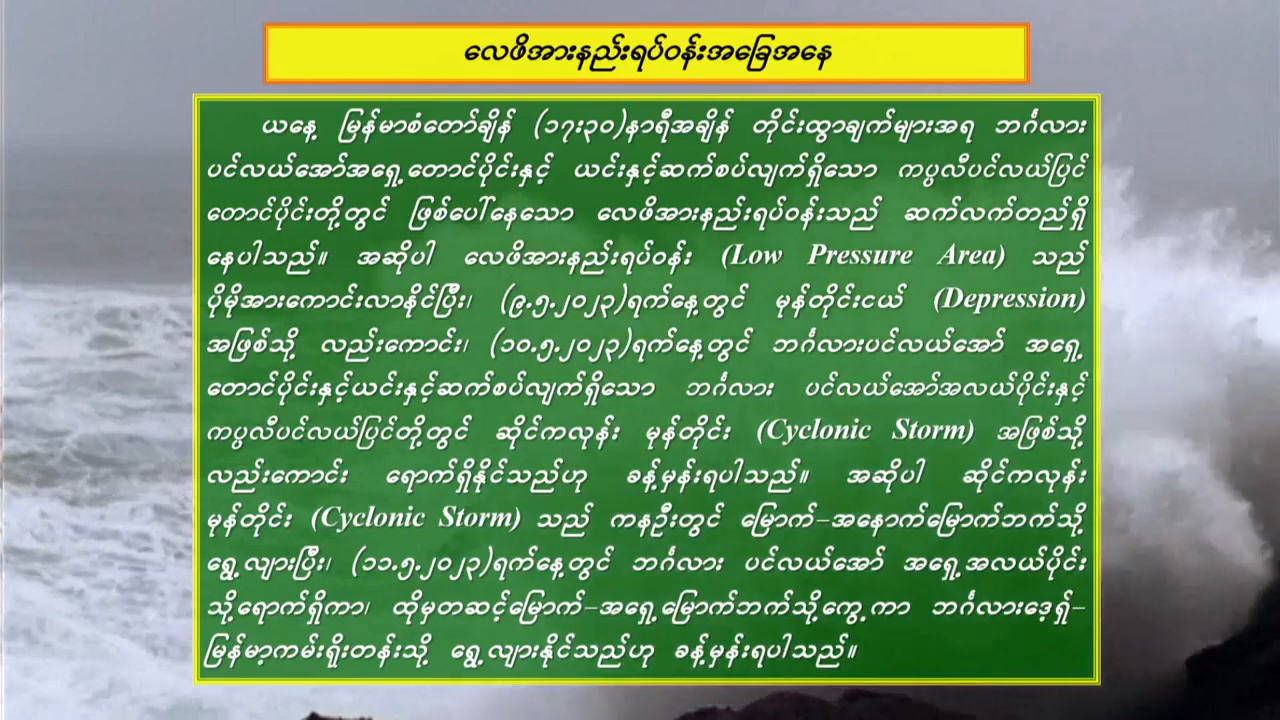 လေဖိအားနည်းရပ်ဝန်းအခြေအနေ
ယနေ့ မြန်မာစံတော်ချိန် (၁၇း၃၀)နာရီအချိန် တိုင်းထွာချက်များအရ ဘင်္ဂလား
ပင်လယ်အော်အရှေ့တောင်ပိုင်းနှင့် ယင်းနှင့်ဆက်စပ်လျက်ရှိသော ကပ္ပလီပင်လယ်ပြင်
တောင်ပိုင်းတို့တွင် ဖြစ်ပေါ်နေသော လေဖိအားနည်းရပ်ဝန်းသည် ဆက်လက်တည်ရှိ
နေပါသည်။ အဆိုပါ လေဖိအားနည်းရပ်ဝန်း (Low Pressure Area) သည်
ပိုမိုအားကောင်းလာနိုင်ပြီး၊ (၉.၅.၂၀၂၃)ရက်နေ့တွင် မုန်တိုင်းငယ် (Depression)
အဖြစ်သို့ လည်းကောင်း၊ (၁၀.၅.၂၀၂၃)ရက်နေ့တွင် ဘင်္ဂလားပင်လယ်အော် အရှေ့
တောင်ပိုင်းနှင့်ယင်းနှင့်ဆက်စပ်လျက်ရှိသော ဘင်္ဂလား ပင်လယ်အော်အလယ်ပိုင်းနှင့်
ကပ္ပလီပင်လယ်ပြင်တို့တွင် ဆိုင်ကလုန်း မုန်တိုင်း (Cyclonic Storm) အဖြစ်သို့
လည်းကောင်း ရောက်ရှိနိုင်သည်ဟု ခန့်မှန်းရပါသည်။ အဆိုပါ ဆိုင်ကလုန်း
မုန်တိုင်း (Cyclonic Storm) သည် ကနဦးတွင် မြောက်–အနောက်မြောက်ဘက်သို့
ရွေ့လျားပြီး၊ (၁၁.၅.၂၀၂၃)ရက်နေ့တွင် ဘင်္ဂလား ပင်လယ်အော် အရှေ့အလယ်ပိုင်း
သို့ရောက်ရှိကာ၊ ထိုမှတဆင့်မြောက်–အရှေ့မြောက်ဘက်သို့ကွေ့ကာ ဘင်္ဂလားဒေ့ရှ်–
မြန်မာ့ကမ်းရိုးတန်းသို့ ရွေ့လျားနိုင်သည်ဟု ခန့်မှန်းရပါသည်။